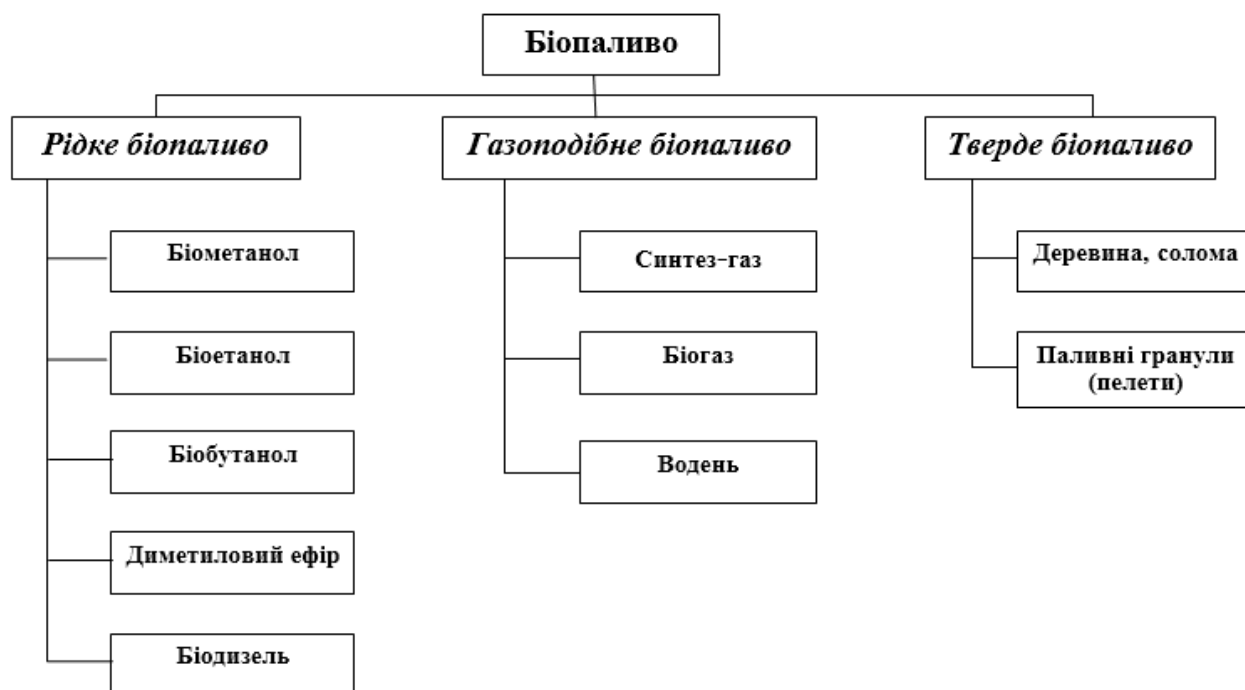 Біопаливо
Рідке біопаливо
Газоподібне біопаливо
Тверде біопаливо
Біометанол
Біоетанол
Біобутанол
Диметиловий ефір
Біодизель
Синтез-газ
Біогаз
Водень
Деревина, солома
Паливні гранули
(пелети)